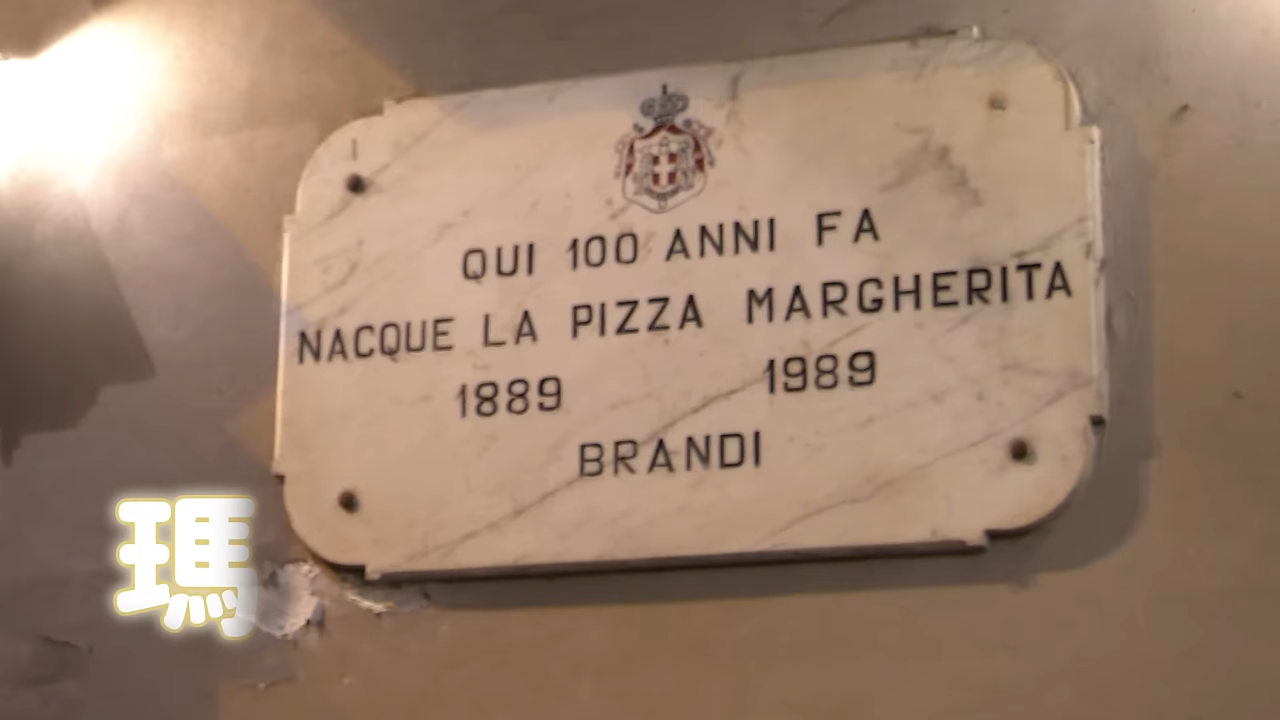 QUI 100 ANNI FA
NACQUE LA PIZZA MARGHERITA
1889 1989
BRANDI
瑪